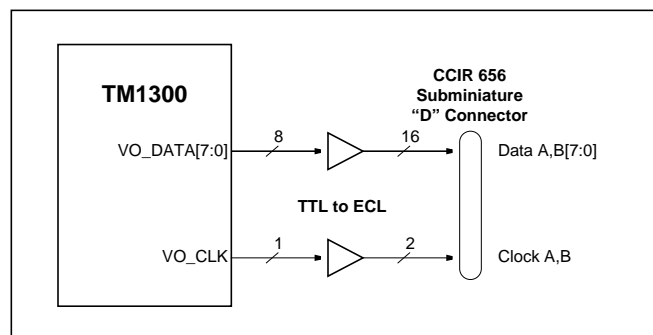 TM1300
CCIR 656
Subminiature
“D” Connector
VO_DATA[7:0]
8
16
Data A,B[7:0]
TTL to ECL
VO_CLK
1
2
Clock A,B